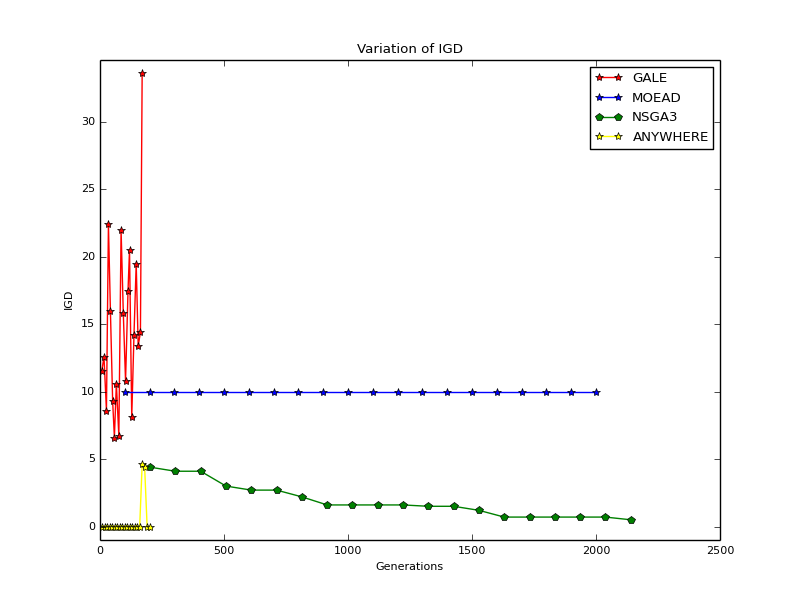 Variation of IGD
GALE
MOEAD
NSGA3
ANYWHERE
30
25
20
15
10
5
0
IGD
0 500 1000 1500 2000 2500
Generations